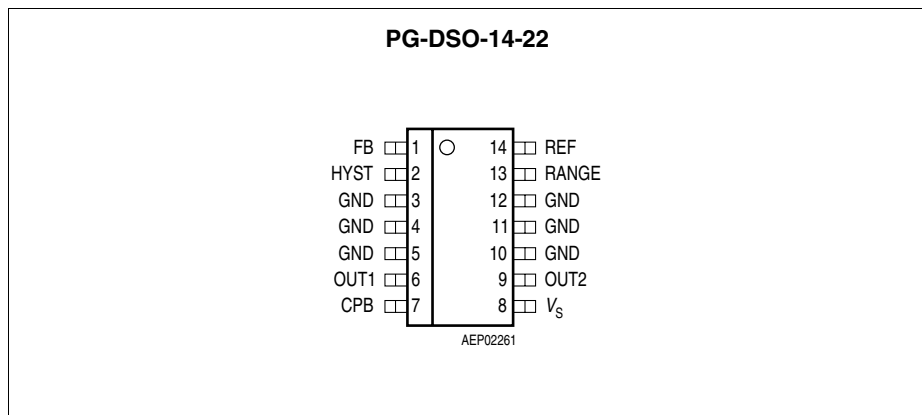 PG-DSO-14-22
FB 1 14 REF
HYST 2 13 RANGE
GND 3 12 GND
GND 4 11 GND
GND 5 10 GND
OUT1 6 9 OUT2
CPB 7 8 VS
AEP02261